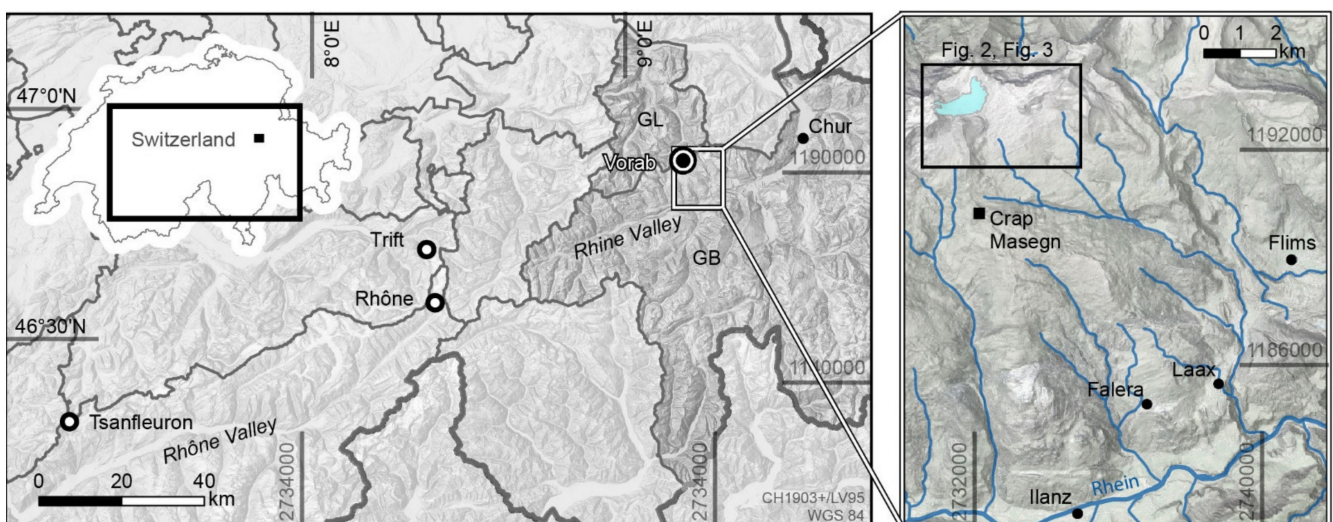 8°0'E
9°0'E
47°0'N
Switzerland
GL
Chur
Vorab
1190000
Trift
Rhine Valley
GB
Rhône
46°30'N
1140000
Tsanfleuron
Rhône Valley
2734000
2734000
0 20 40
km
CH1903+/LV95
WGS 84
Fig. 2, Fig. 3
0 1 2
km
1192000
Crap
Masegn
Flims
1186000
Laax
Falera
2732000
2740000
Rhein
Ilanz